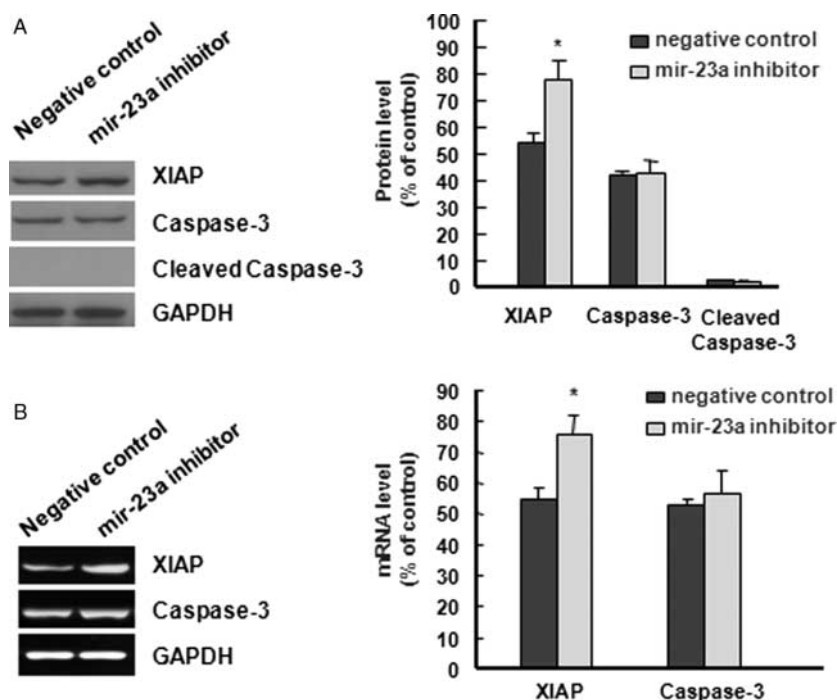 A
Negative control
mir-23a inhibitor
XIAP
Caspase-3
Cleaved Caspase-3
GAPDH
Protein level
(% of control)
100
90
80
70
60
50
40
30
20
10
0
*
negative control
mir-23a inhibitor
XIAP
Caspase-3
Cleaved
Caspase-3
B
Negative control
mir-23a inhibitor
XIAP
Caspase-3
GAPDH
mRNA level
(% of control)
90
80
70
60
50
40
30
20
10
0
*
negative control
mir-23a inhibitor
XIAP
Caspase-3